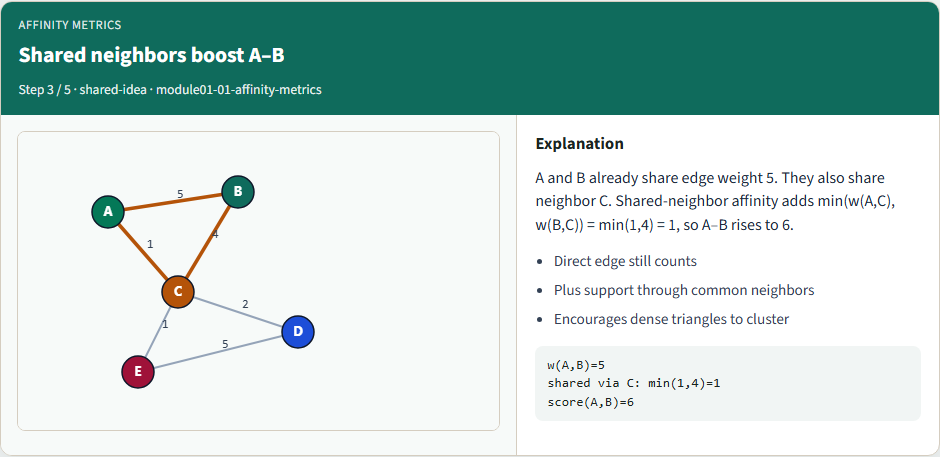 AFFINITY METRICS
Shared neighbors boost A–B
Step 3 / 5 · shared-idea · module01-01-affinity-metrics
A
B
C
D
E
5
1
4
2
1
5
Explanation
A and B already share edge weight 5. They also share
neighbor C. Shared-neighbor affinity adds min(w(A,C),
w(B,C)) = min(1,4) = 1, so A–B rises to 6.
• Direct edge still counts
• Plus support through common neighbors
• Encourages dense triangles to cluster
w(A,B)=5
shared via C: min(1,4)=1
score(A,B)=6